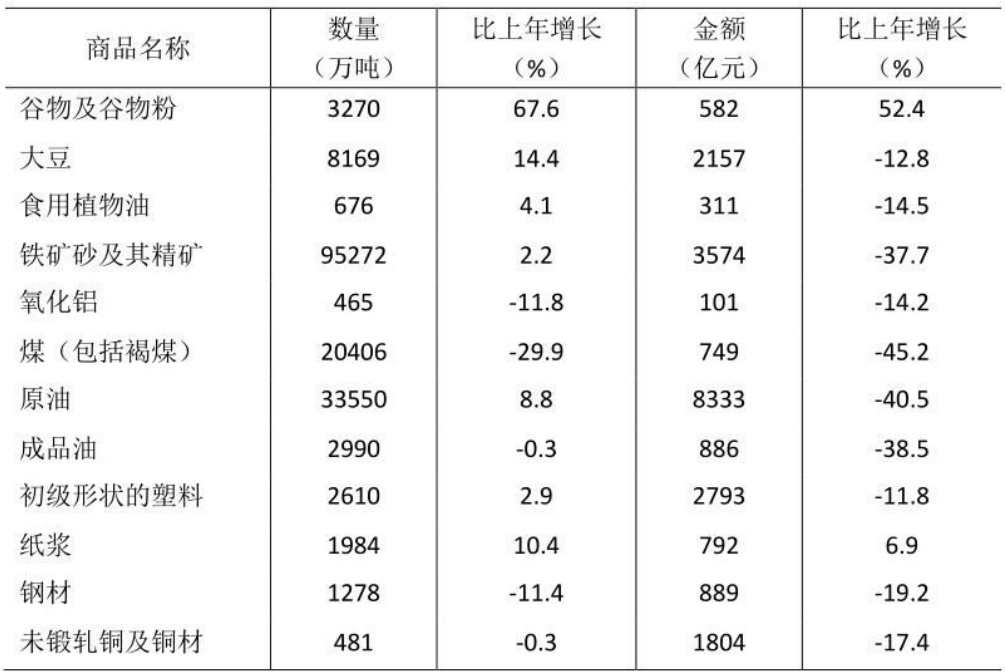 商品名称 数量（万吨） 比上年增长（%） 金额（亿元） 比上年增长（%）
谷物及谷物粉 3270 67.6 582 52.4
大豆 8169 14.4 2157 -12.8
食用植物油 676 4.1 311 -14.5
铁矿砂及其精矿 95272 2.2 3574 -37.7
氧化铝 465 -11.8 101 -14.2
煤（包括褐煤） 20406 -29.9 749 -45.2
原油 33550 8.8 8333 -40.5
成品油 2990 -0.3 886 -38.5
初级形状的塑料 2610 2.9 2793 -11.8
纸浆 1984 10.4 792 6.9
钢材 1278 -11.4 889 -19.2
未锻轧铜及铜材 481 -0.3 1804 -17.4